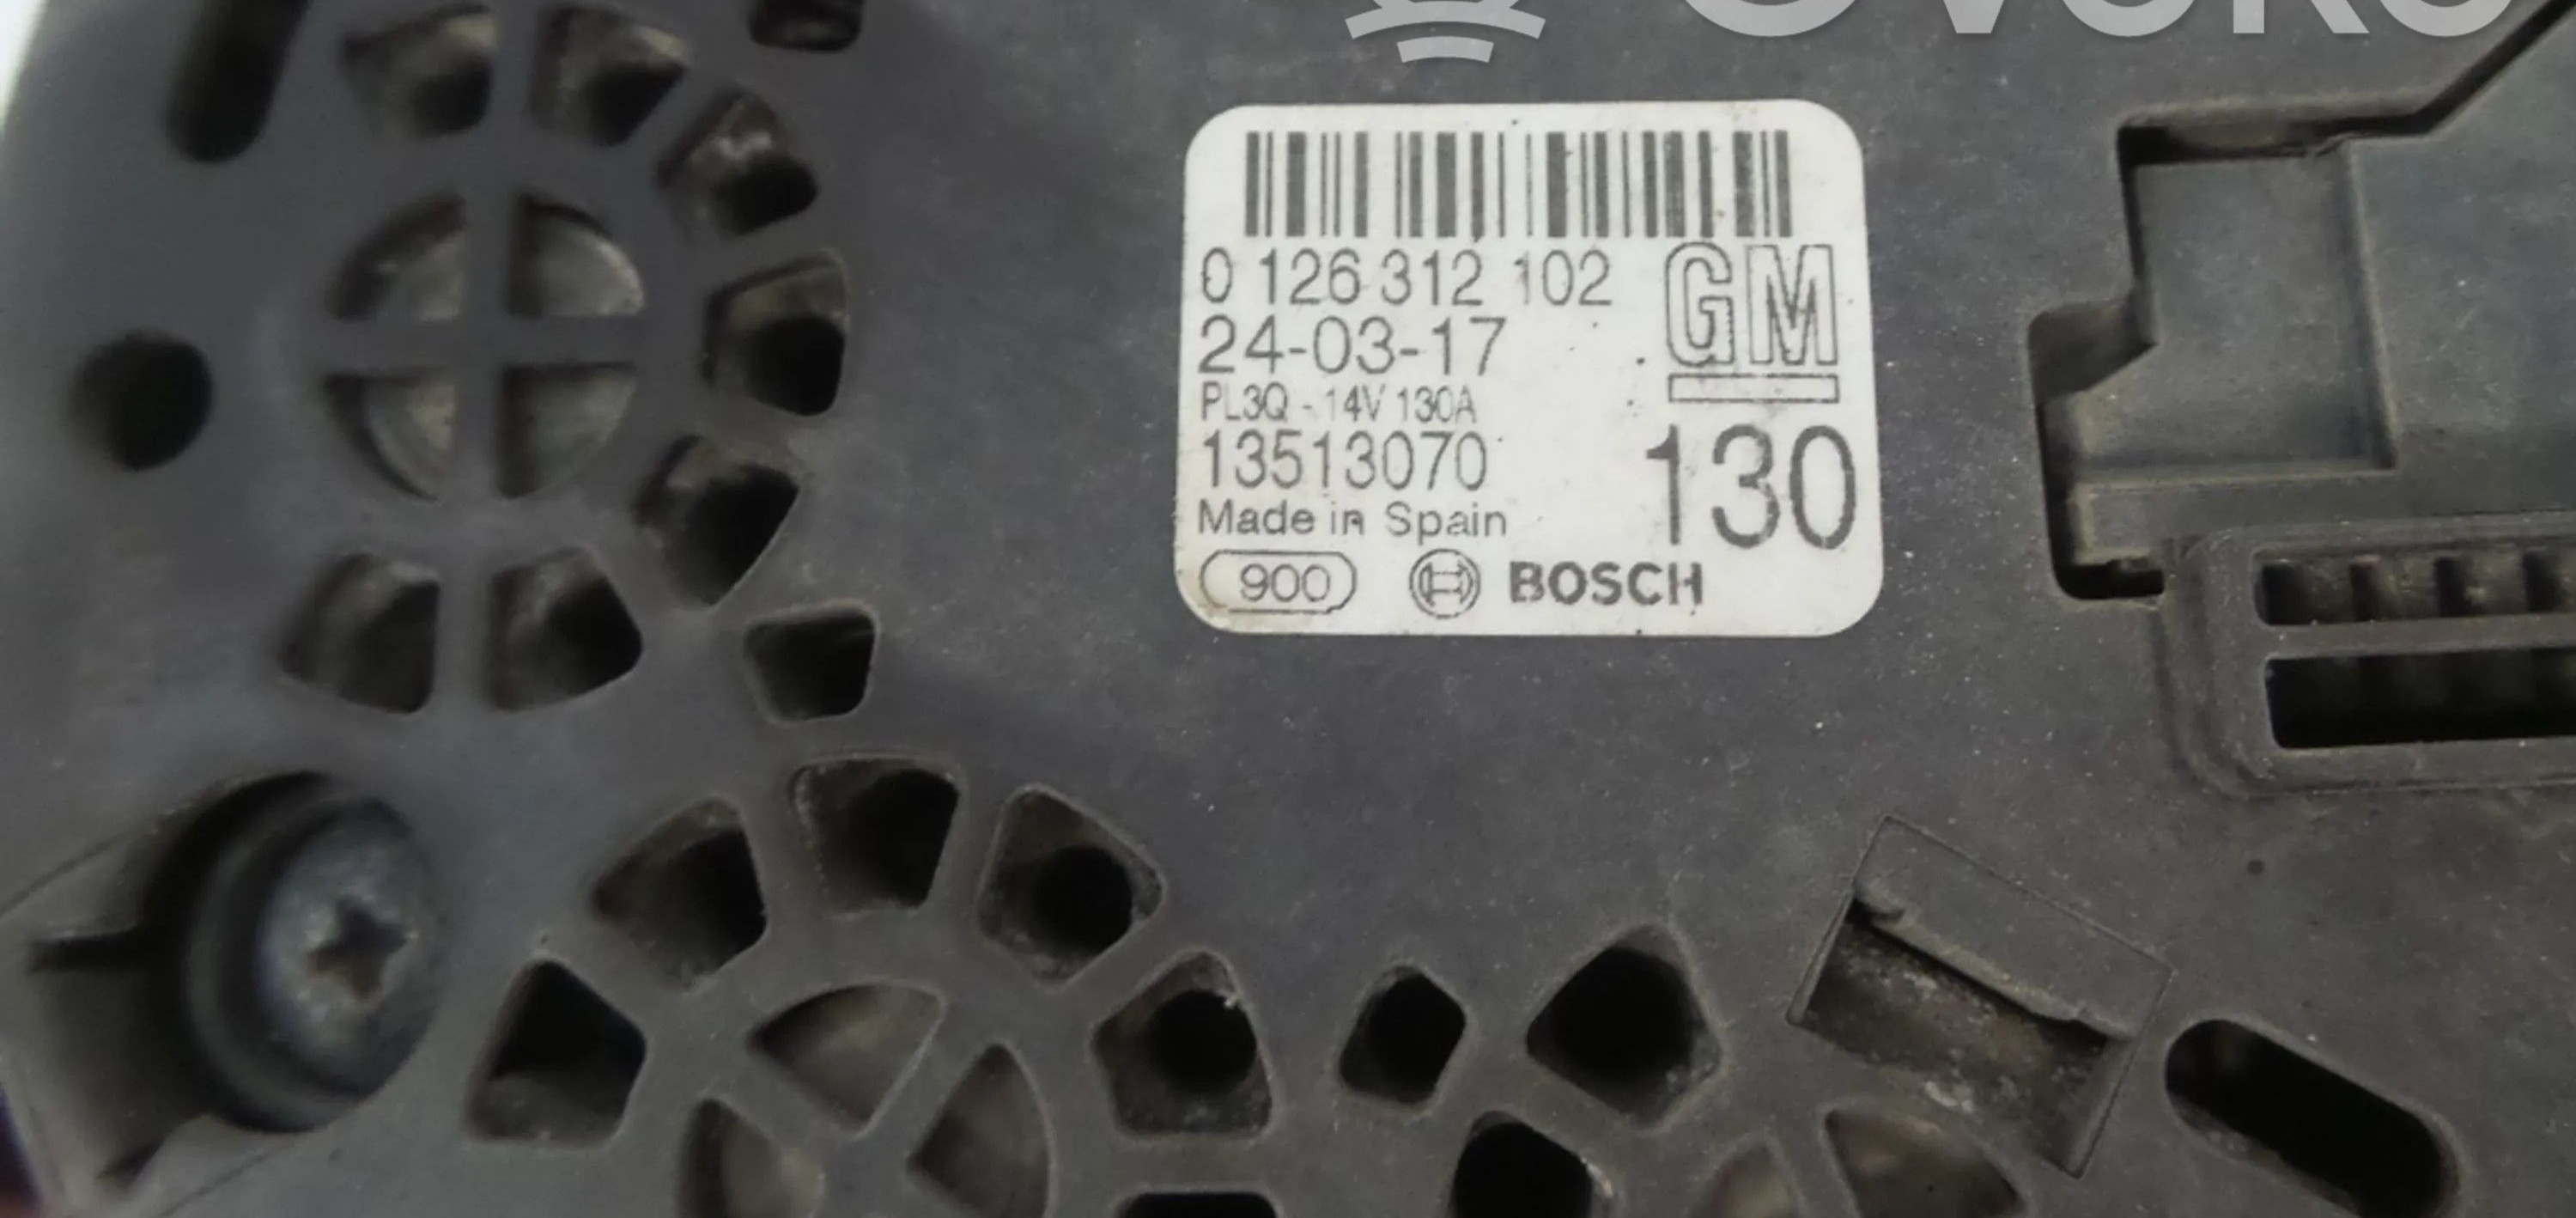 0 126 312 102
GM
24-03-17
PL3Q - 14V 130A
13513070
130
Made in Spain
900
BOSCH